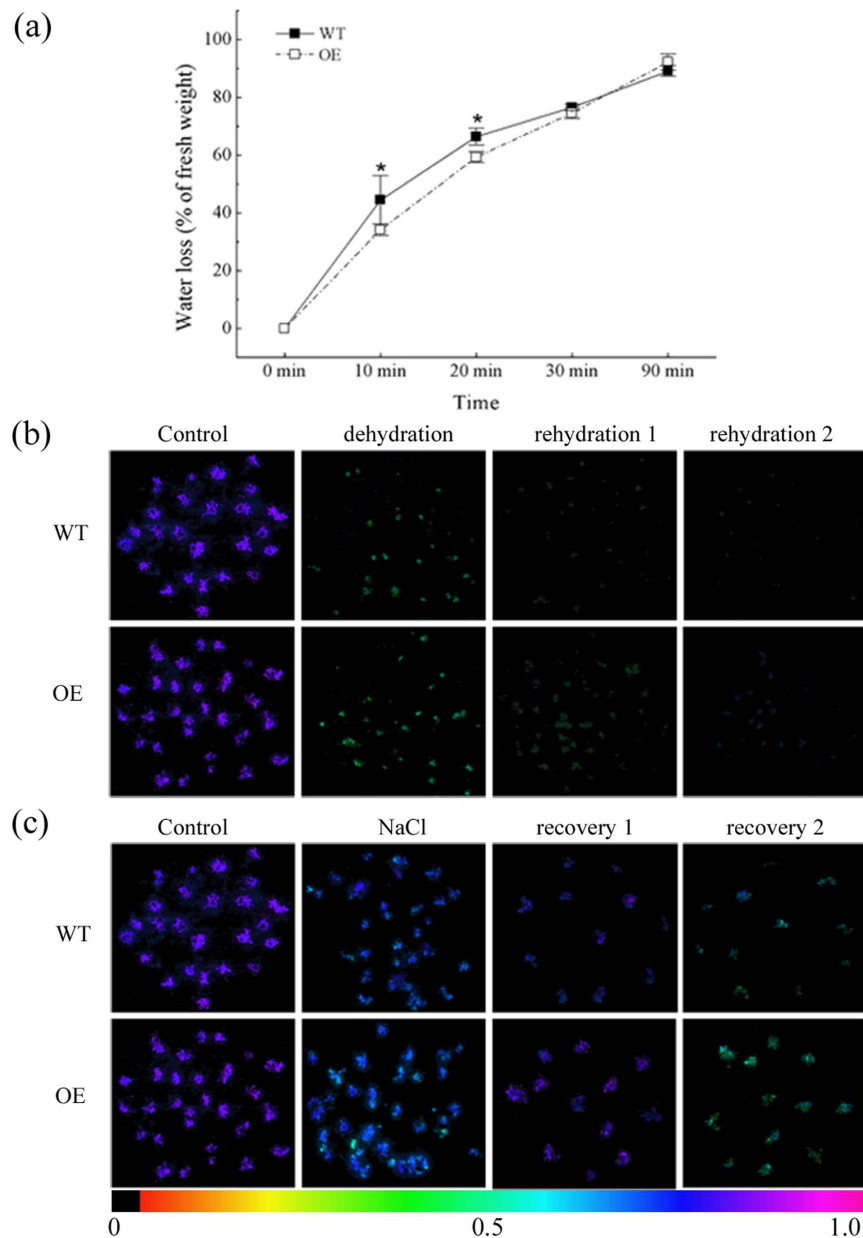 (a)
WT
OE
*
*
100
80
60
40
20
0
Water loss (% of fresh weight)
0 min 10 min 20 min 30 min 90 min
Time
(b)
Control dehydration rehydration 1 rehydration 2
WT
OE
(c)
Control NaCl recovery 1 recovery 2
WT
OE
0 0.5 1.0